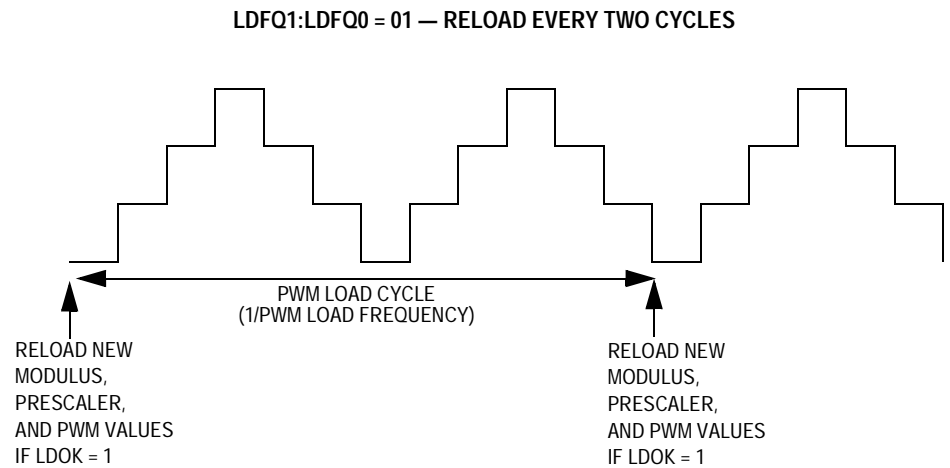 LDFQ1:LDFQ0 = 01 — RELOAD EVERY TWO CYCLES
PWM LOAD CYCLE
(1/PWM LOAD FREQUENCY)
RELOAD NEW
MODULUS,
PRESCALER,
AND PWM VALUES
IF LDOK = 1
RELOAD NEW
MODULUS,
PRESCALER,
AND PWM VALUES
IF LDOK = 1